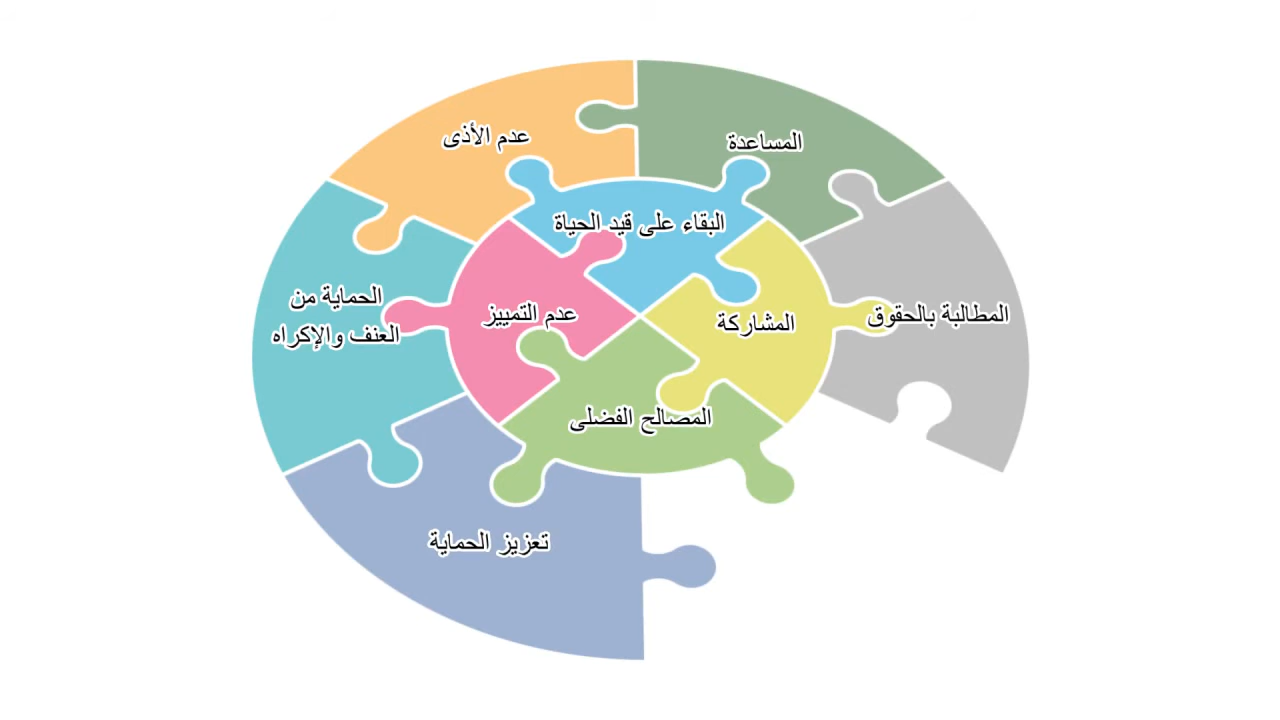 المساعدة
عدم الأذى
البقاء على قيد الحياة
الحماية من
العنف والإكراه
عدم التمييز
المشاركة
المطالبة بالحقوق
المصالح الفضلى
تعزيز الحماية